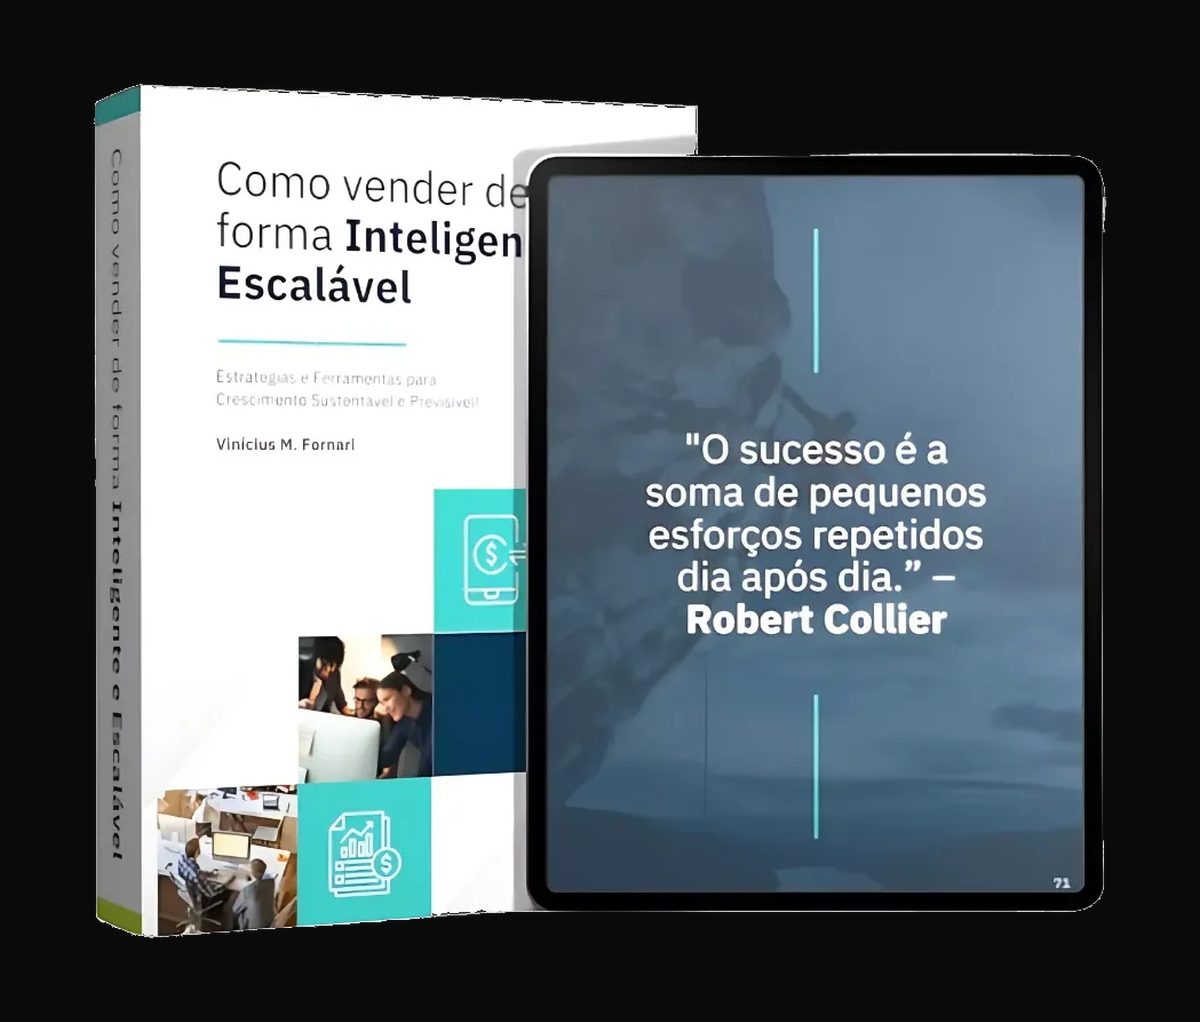 Como vender de forma Inteligente e Escalável
Como vender de
forma Inteligen
Escalável
Estratégias e Ferramentas para
Crescimento Sustentável e Previsível!
Vinícius M. Fornari
"O sucesso é a
soma de pequenos
esforços repetidos
dia após dia.” –
Robert Collier
71